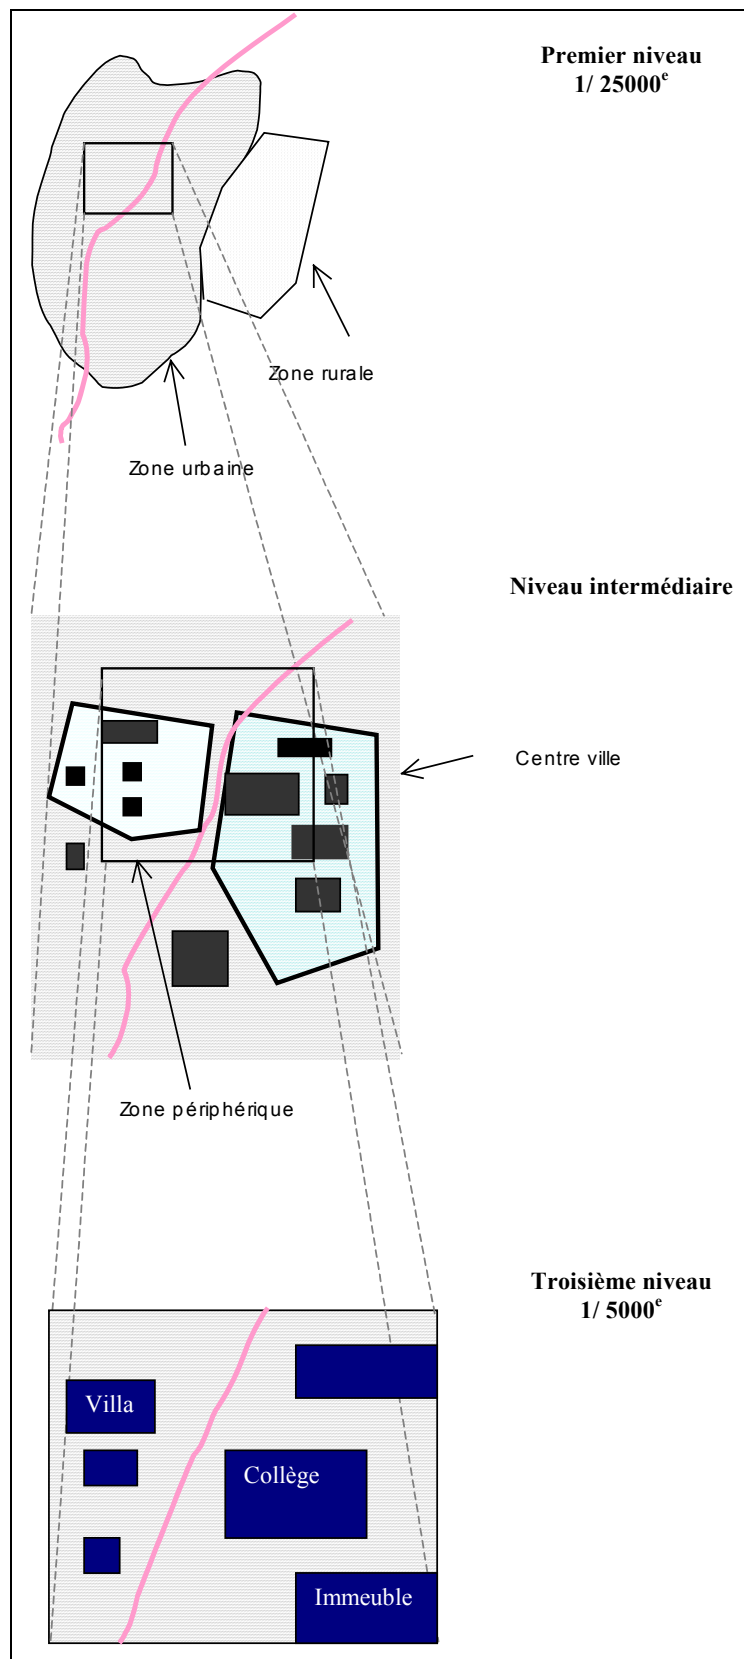 Premier niveau
1/ 25000e
Zone rurale
Zone urbaine
Niveau intermédiaire
Centre ville
Zone périphérique
Troisième niveau
1/ 5000e
Villa
Collège
Immeuble